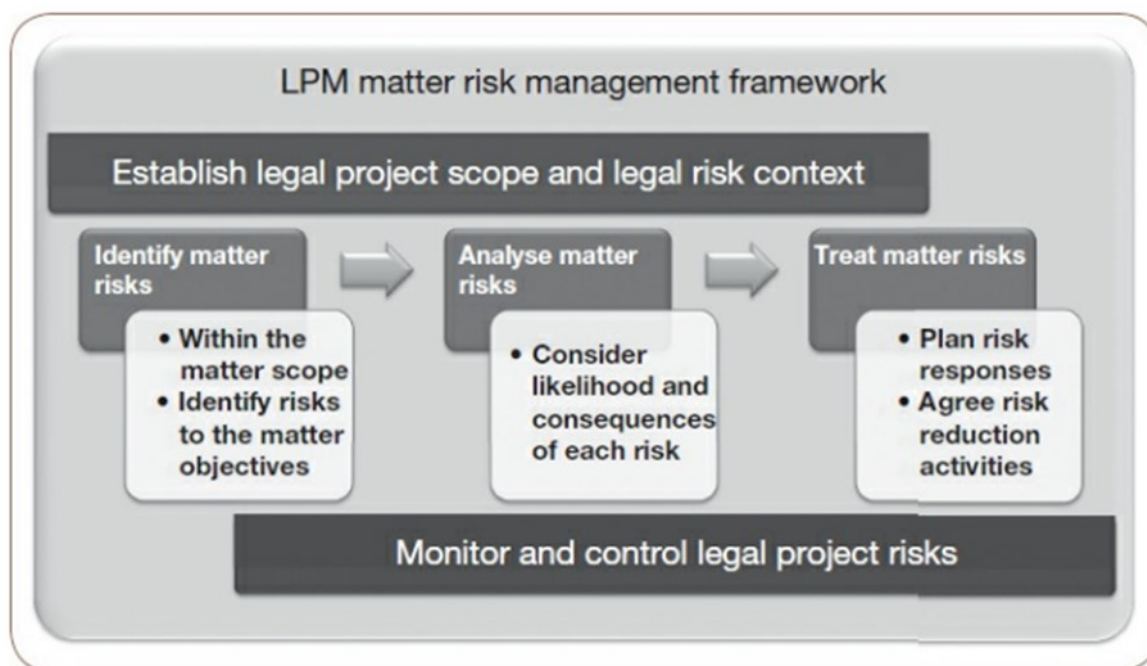 LPM matter risk management framework
Establish legal project scope and legal risk context
Identify matter
risks
• Within the
matter scope
• Identify risks
to the matter
objectives
Analyse matter
risks
• Consider
likelihood and
consequences
of each risk
Treat matter risks
• Plan risk
responses
• Agree risk
reduction
activities
Monitor and control legal project risks